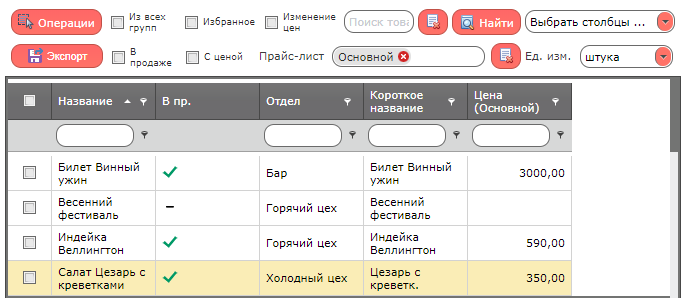 Операции
Из всех групп
Избранное
Изменение цен
Поиск това
Найти
Выбрать столбцы ...
Экспорт
В продаже
С ценой
Прайс-лист
Основной
Ед. изм.
штука
Название
В пр.
Отдел
Короткое название
Цена (Основной)
Билет Винный ужин
Бар
Билет Винный ужин
3000,00
Весенний фестиваль
–
Горячий цех
Весенний фестиваль
Индейка Веллингтон
Горячий цех
Индейка Веллингтон
590,00
Салат Цезарь с креветками
Холодный цех
Цезарь с креветк.
350,00